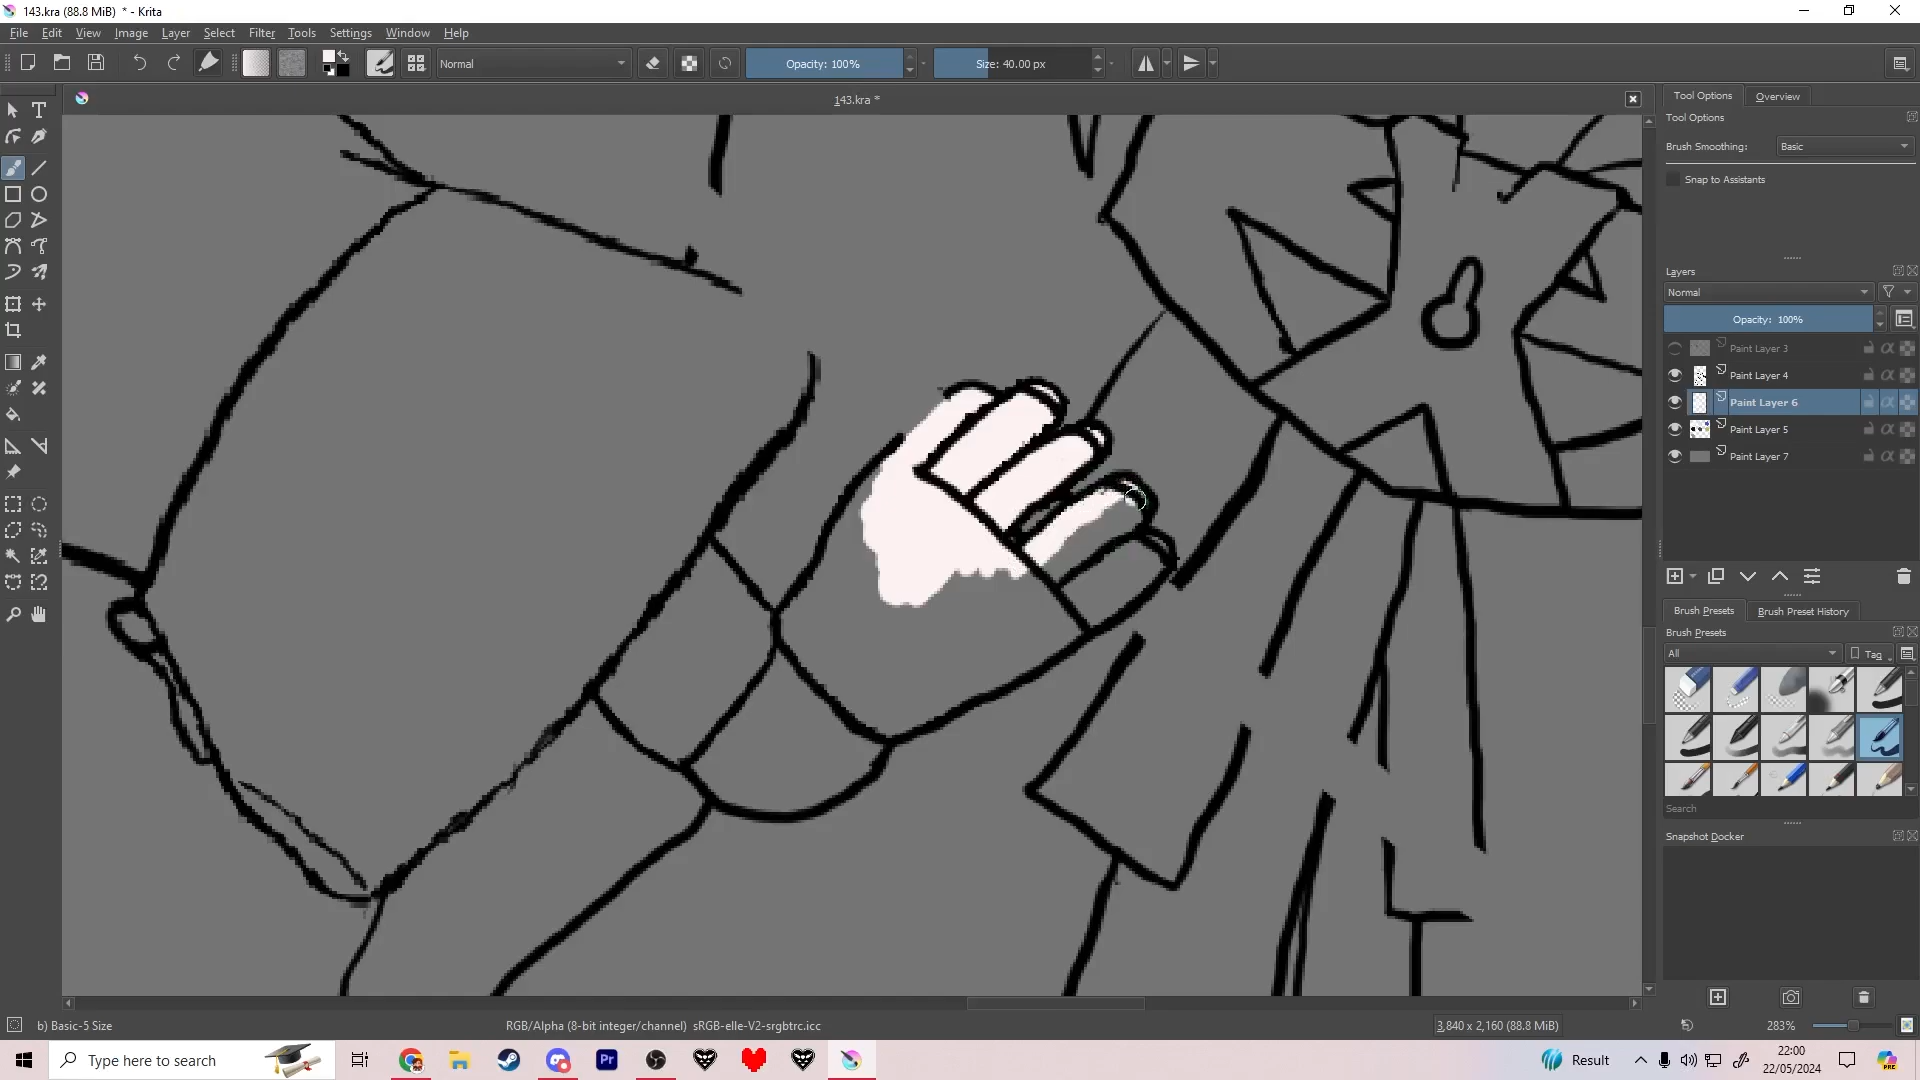 143.kra (88.8 MiB) * - Krita
File Edit View Image Layer Select Filter Tools Settings Window Help
Normal
Opacity: 100%
Size: 40.00 px
143.kra *
Tool Options Overview
Tool Options
Brush Smoothing: Basic
Snap to Assistants
Layers
Normal
Opacity: 100%
Paint Layer 3
Paint Layer 4
Paint Layer 6
Paint Layer 5
Paint Layer 7
Brush Presets Brush Preset History
Brush Presets
All Tag
Search
Snapshot Docker
b) Basic-5 Size
RGB/Alpha (8-bit integer/channel) sRGB-elle-V2-srgbtrc.icc
3,840 x 2,160 (88.8 MiB)
283%
Type here to search
Pr
Result
22:00
22/05/2024
PRE